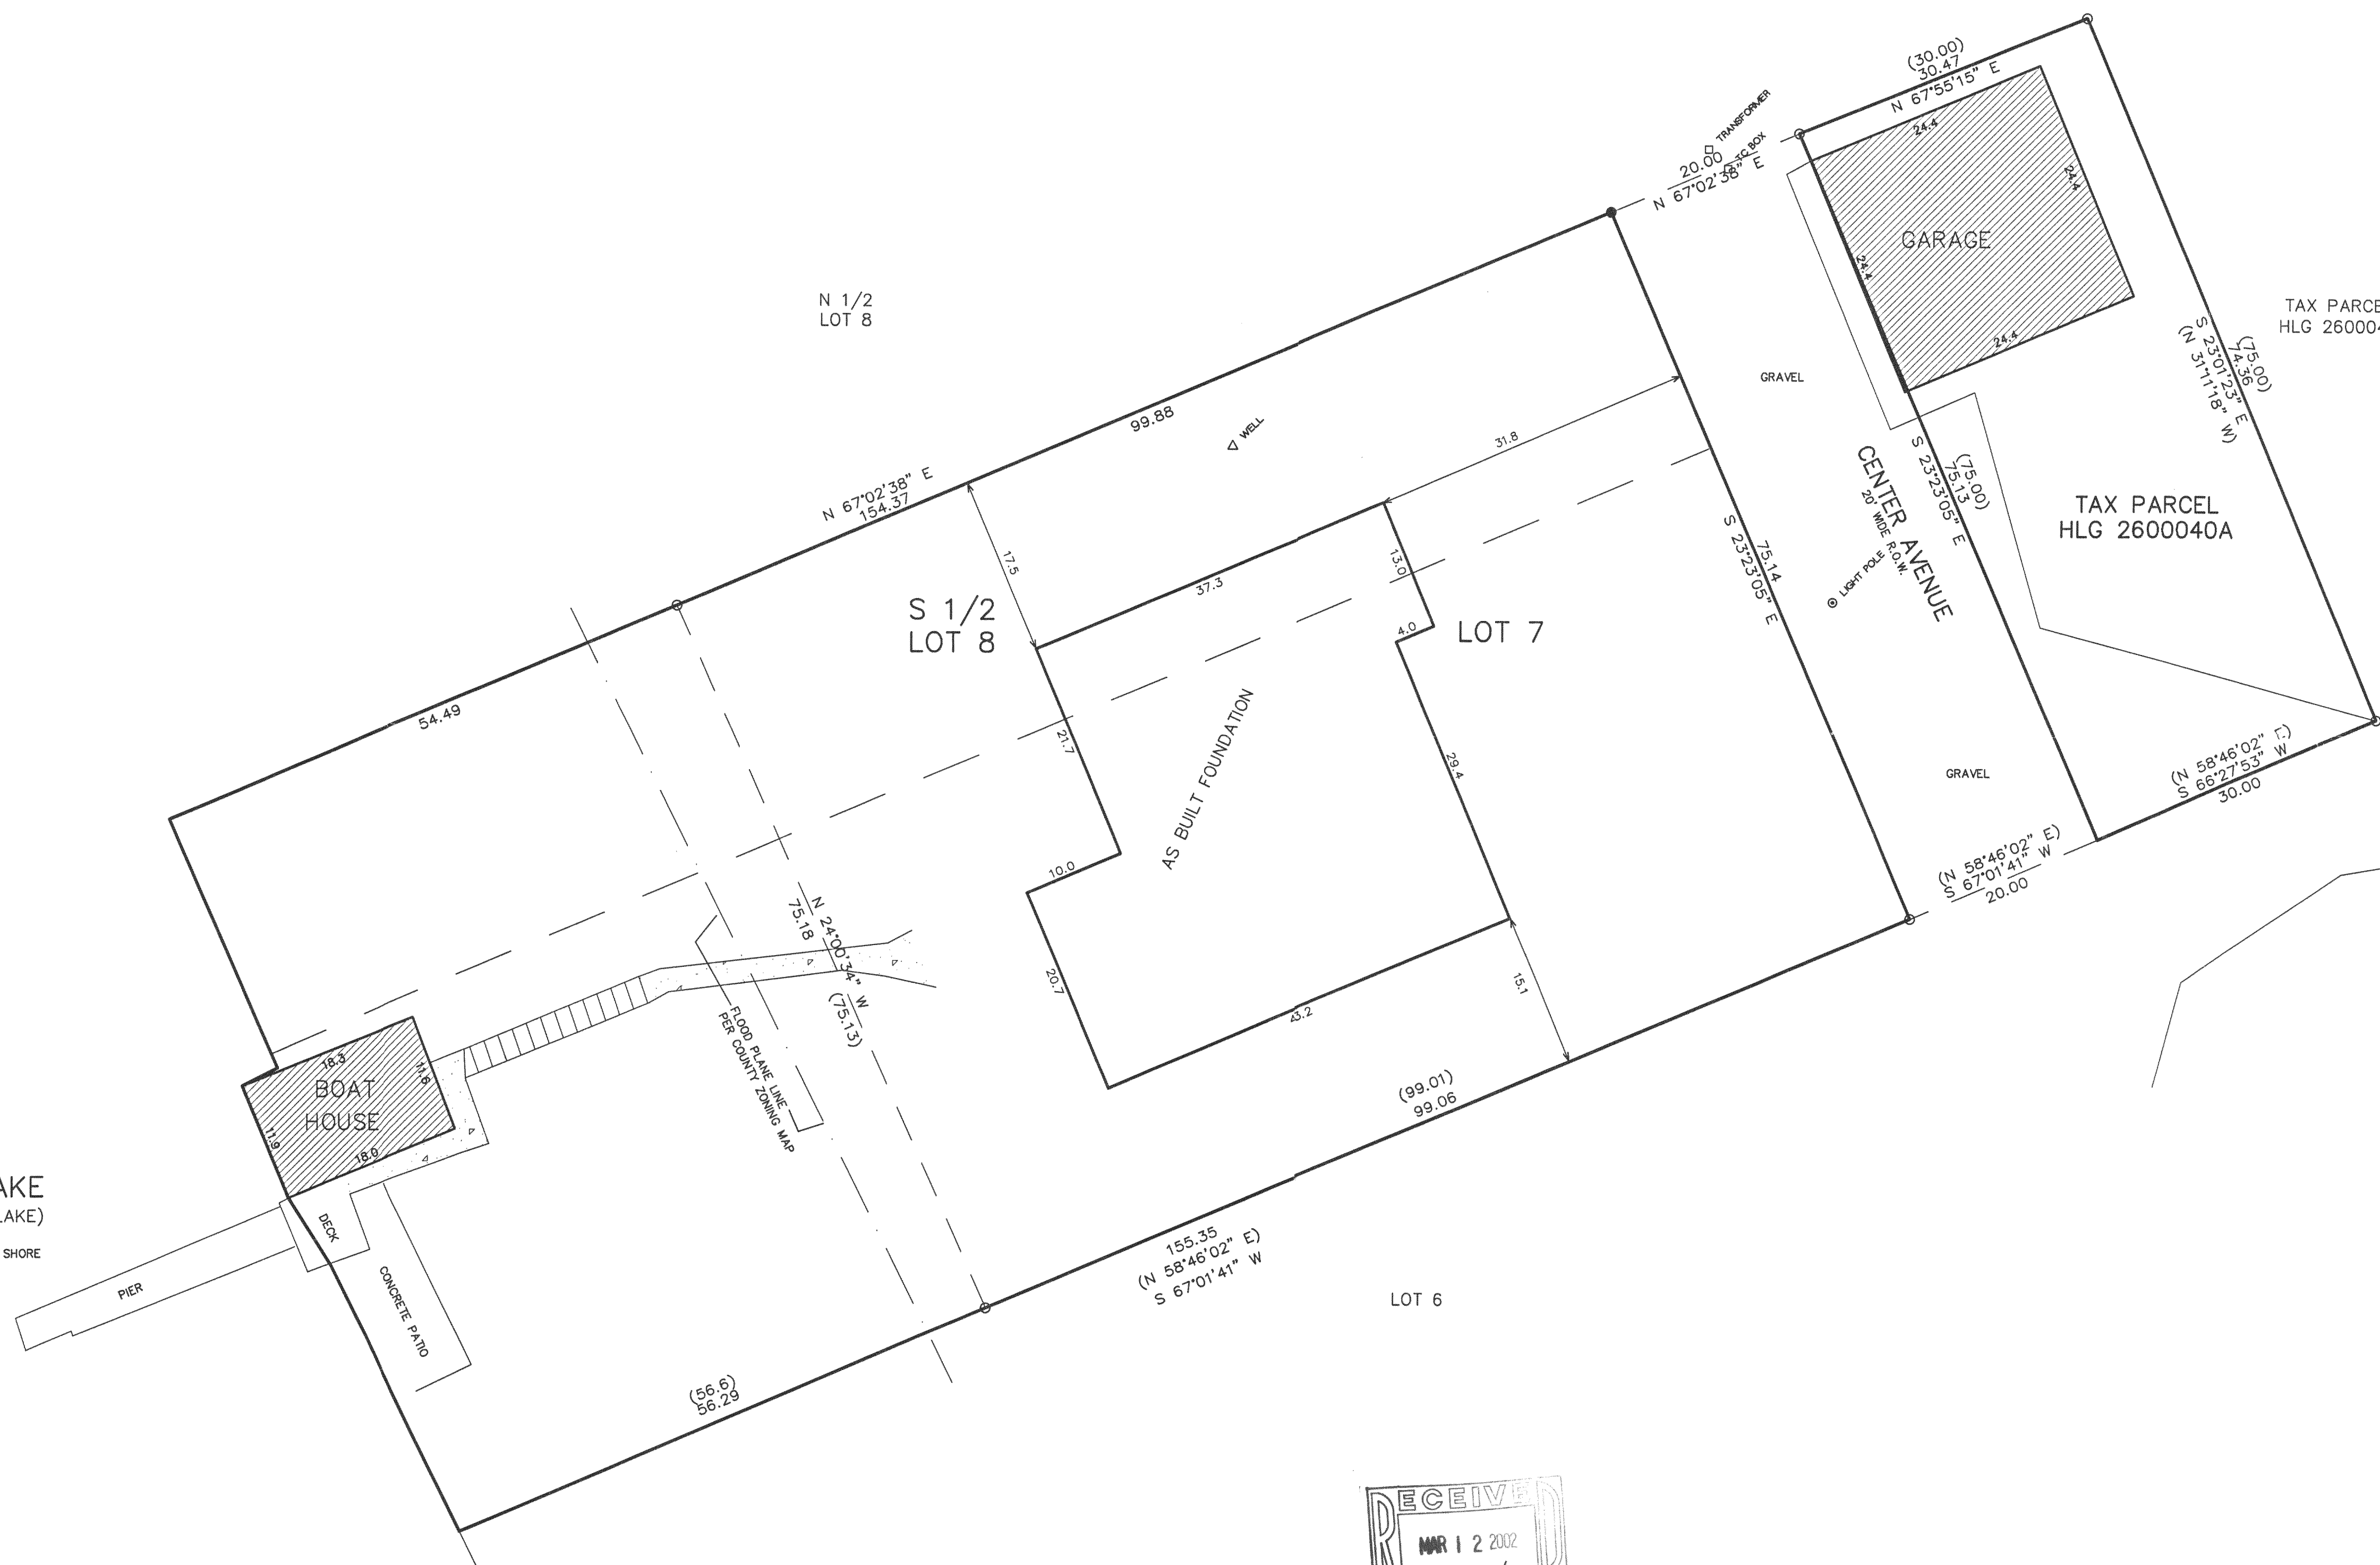 (30.00)
30.47
N 67°55'15" E
TRANSFORMER
TC BOX
20.00
N 67°02'38" E
24.4
24.4
24.4
24.4
GARAGE
N 1/2
LOT 8
TAX PARCE
HLG 26000
(75.00)
74.36
S 23°01'23" E
(N 31°11'18" W)
GRAVEL
99.88
WELL
31.8
N 67°02'38" E
154.37
CENTER AVENUE
20' WIDE R.O.W.
(75.00)
75.13
S 23°23'05" E
TAX PARCEL
HLG 2600040A
17.5
37.3
13.0
75.14
S 23°23'05" E
LIGHT POLE
S 1/2
LOT 8
4.0
LOT 7
54.49
21.7
AS BUILT FOUNDATION
29.4
GRAVEL
(N 58°46'02" E)
S 66°27'53" W
30.00
10.0
N 24°00'34" W
75.18
(75.13)
(N 58°46'02" E)
S 67°01'41" W
20.00
20.7
43.2
15.1
FLOOD PLANE LINE
PER COUNTY ZONING MAP
18.3
11.6
BOAT
HOUSE
11.9
18.0
(99.01)
99.06
AKE
LAKE)
SHORE
DECK
PIER
CONCRETE PATIO
155.35
(N 58°46'02" E)
S 67°01'41" W
LOT 6
(56.6)
56.29
RECEIVED
MAR 12 2002